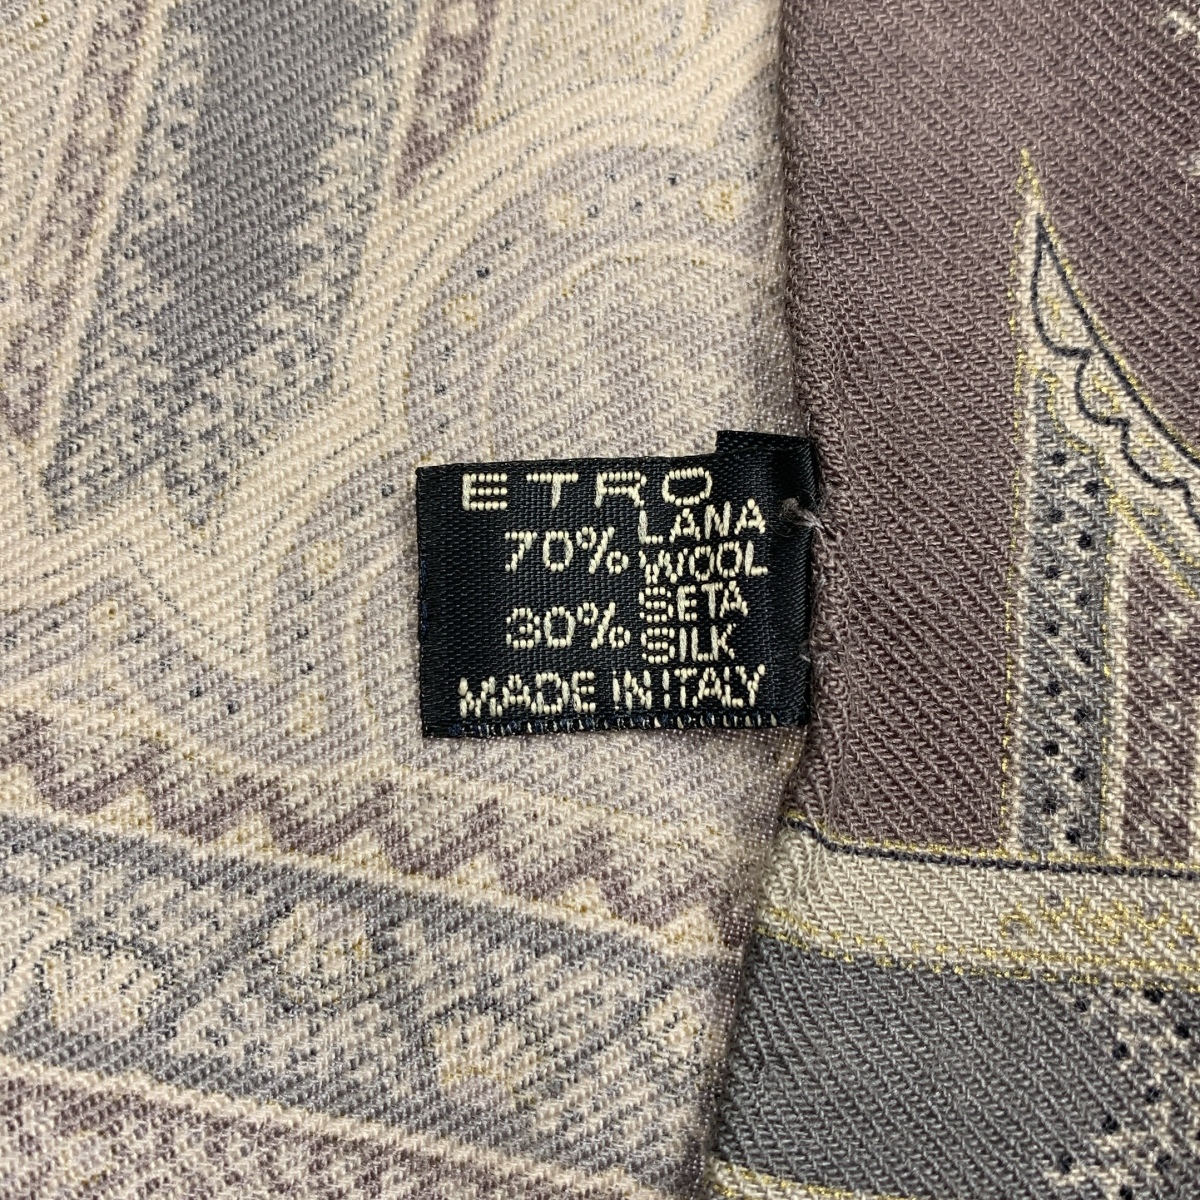 ETRO
70% LANA
WOOL
30% SETA
SILK
MADE IN ITALY